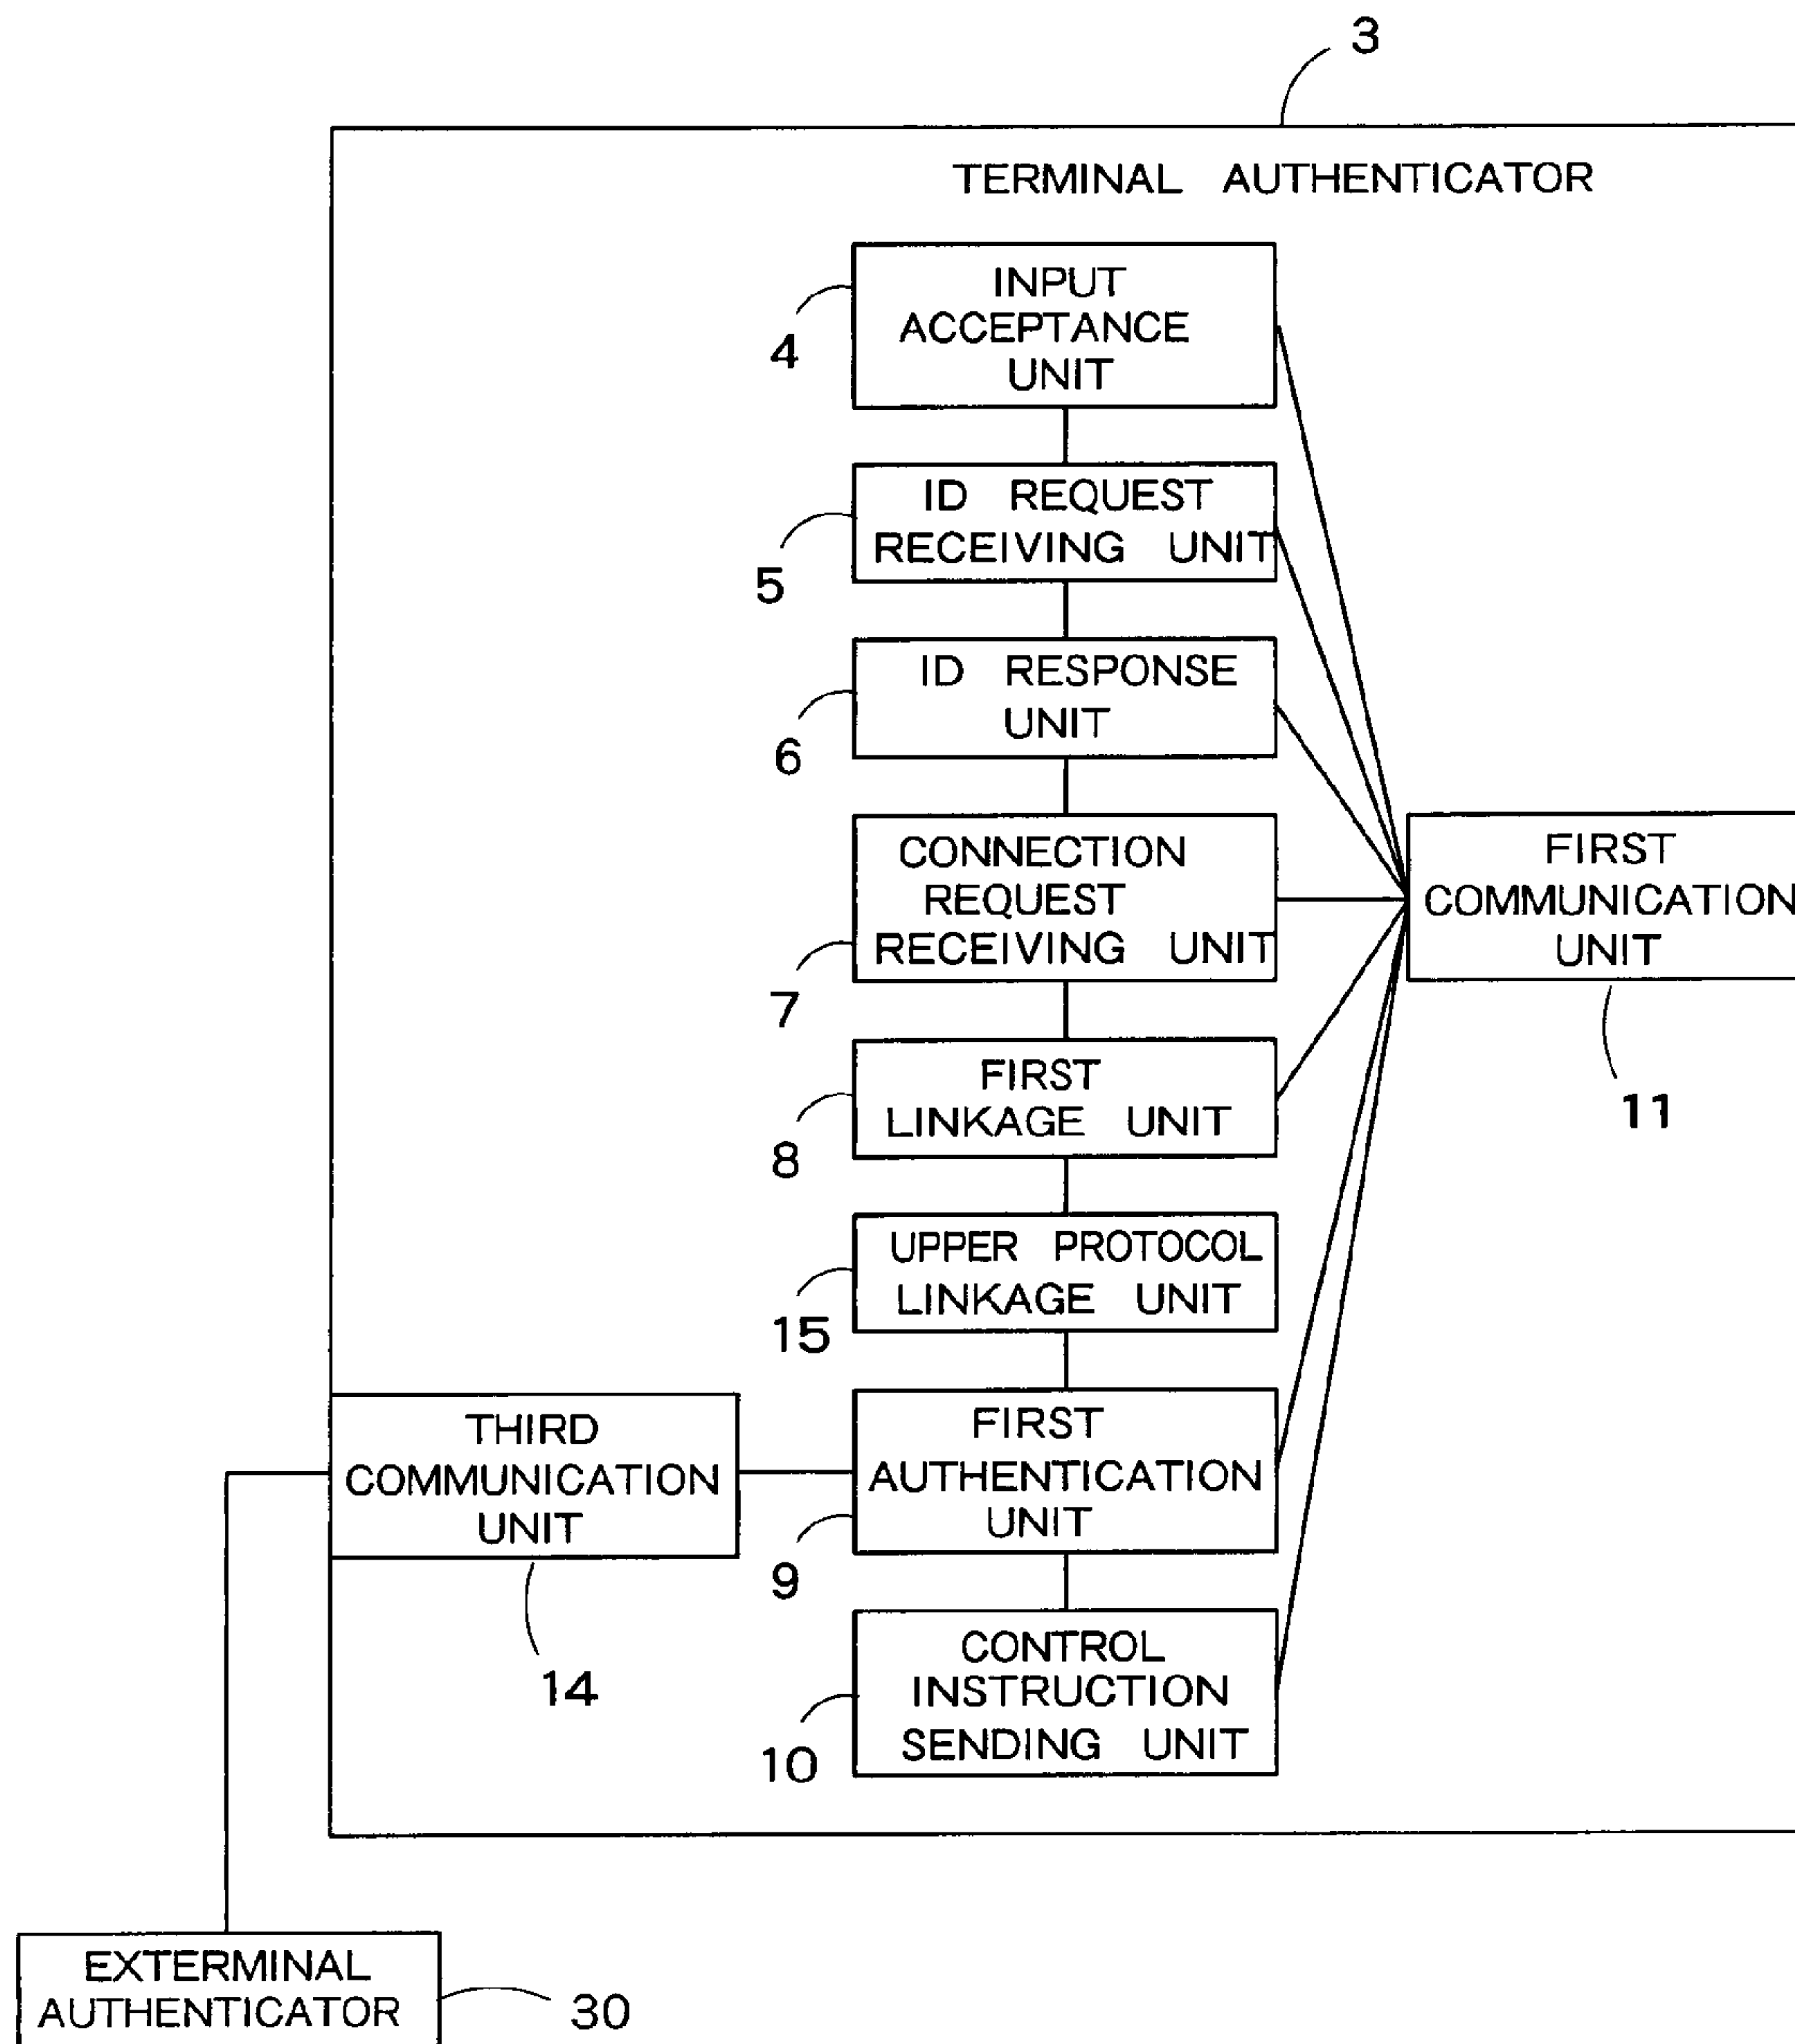 3
TERMINAL AUTHENTICATOR
INPUT
ACCEPTANCE
UNIT
4
ID REQUEST
RECEIVING UNIT
5
ID RESPONSE
UNIT
6
CONNECTION
REQUEST
RECEIVING UNIT
7
FIRST
COMMUNICATION
UNIT
11
FIRST
LINKAGE UNIT
8
UPPER PROTOCOL
LINKAGE UNIT
15
THIRD
COMMUNICATION
UNIT
14
FIRST
AUTHENTICATION
UNIT
9
CONTROL
INSTRUCTION
SENDING UNIT
10
EXTERMINAL
AUTHENTICATOR
30